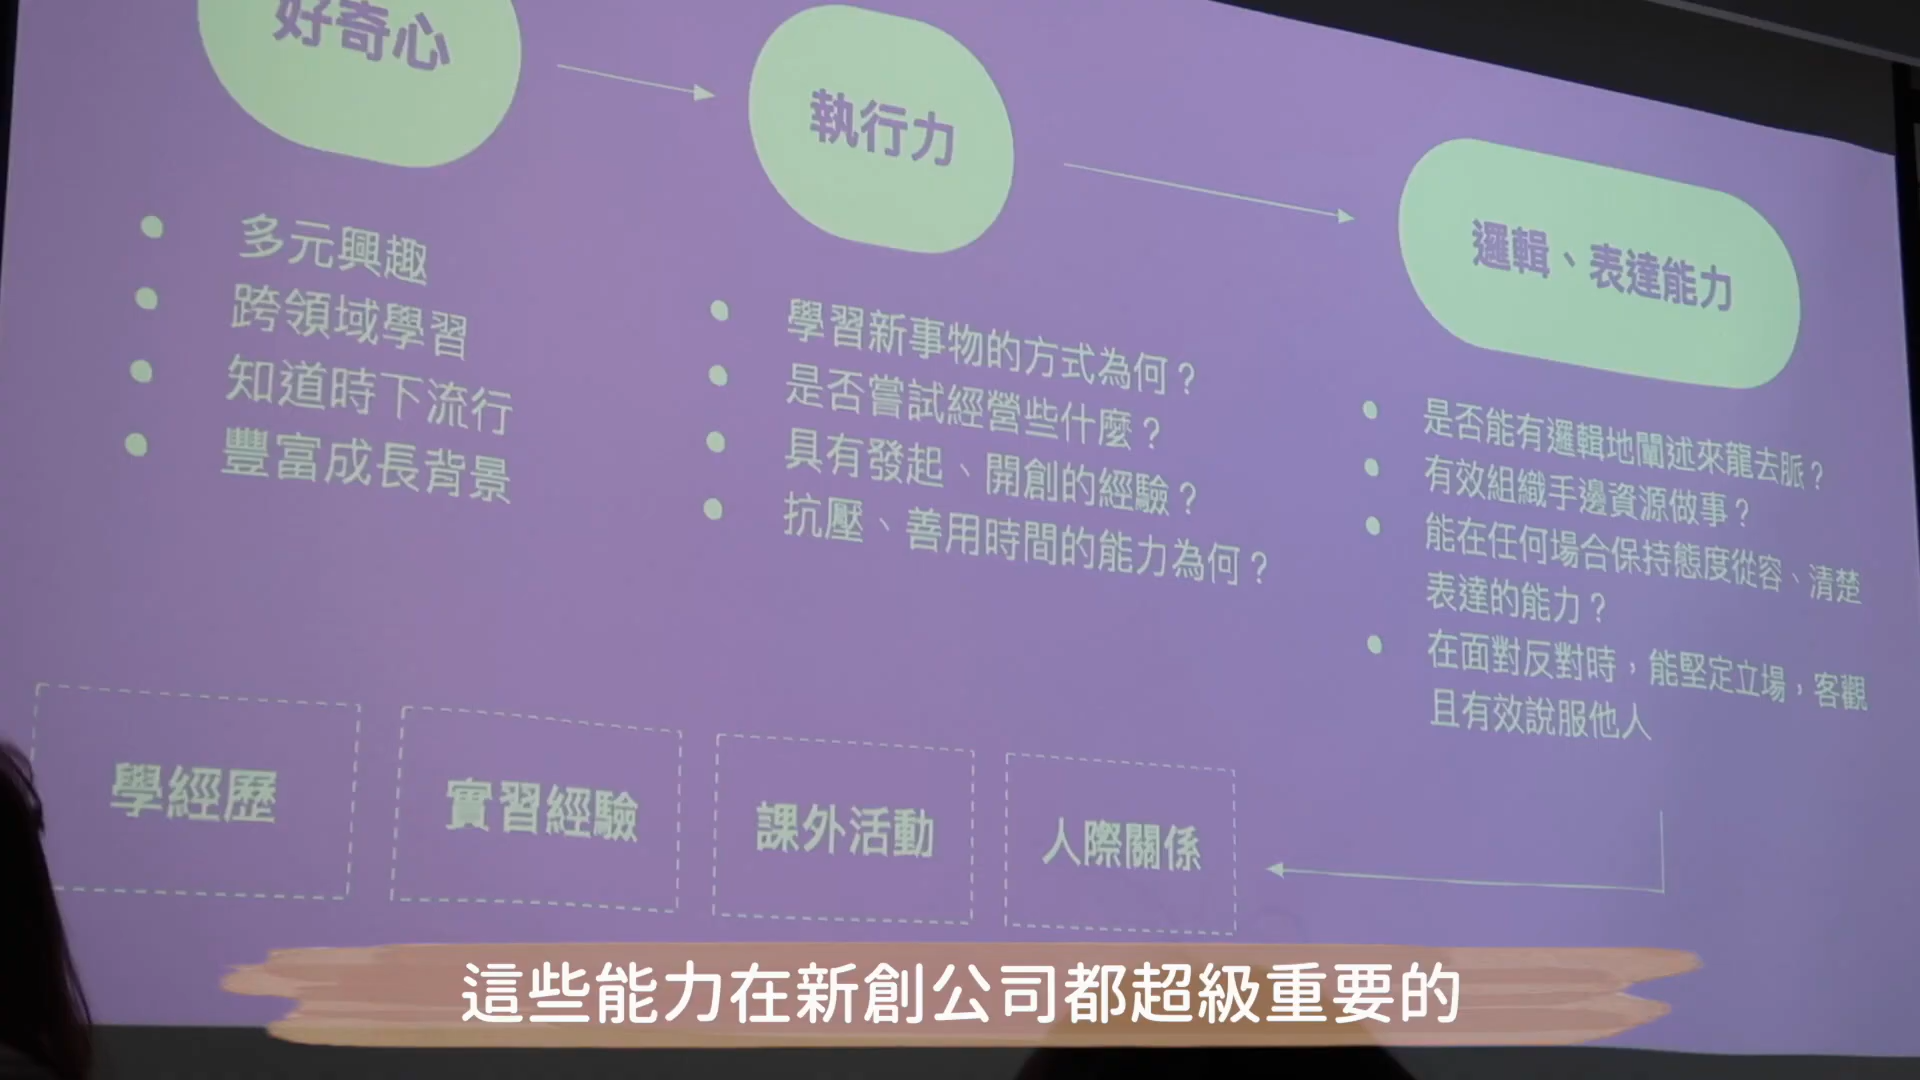 好奇心
多元興趣
跨領域學習
知道時下流行
豐富成長背景
執行力
學習新事物的方式為何？
是否嘗試經營些什麼？
具有發起、開創的經驗？
抗壓、善用時間的能力為何？
邏輯、表達能力
是否能有邏輯地闡述來龍去脈？
有效組織手邊資源做事？
能在任何場合保持態度從容、清楚
表達的能力？
在面對反對時，能堅定立場，客觀
且有效說服他人
學經歷
實習經驗
課外活動
人際關係
這些能力在新創公司都超級重要的